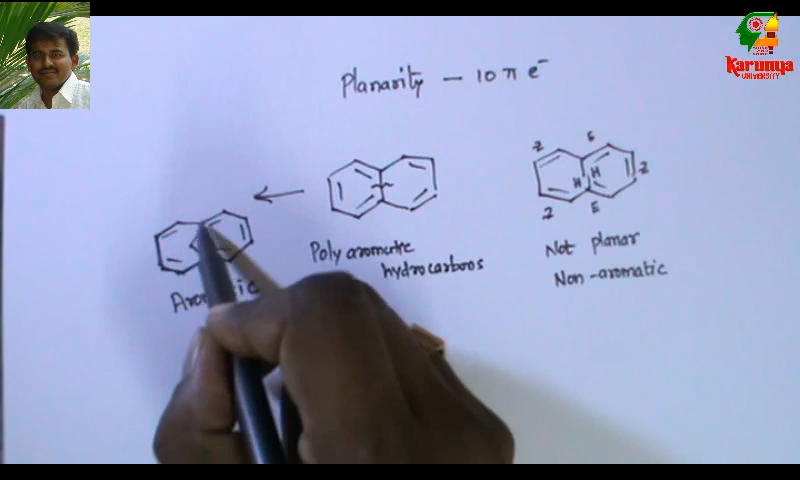 Karunya
UNIVERSITY
Planarity — 10 π e⁻
Poly aromatic
hydrocarbons
z E
H H z
z E
Not planar
Non-aromatic